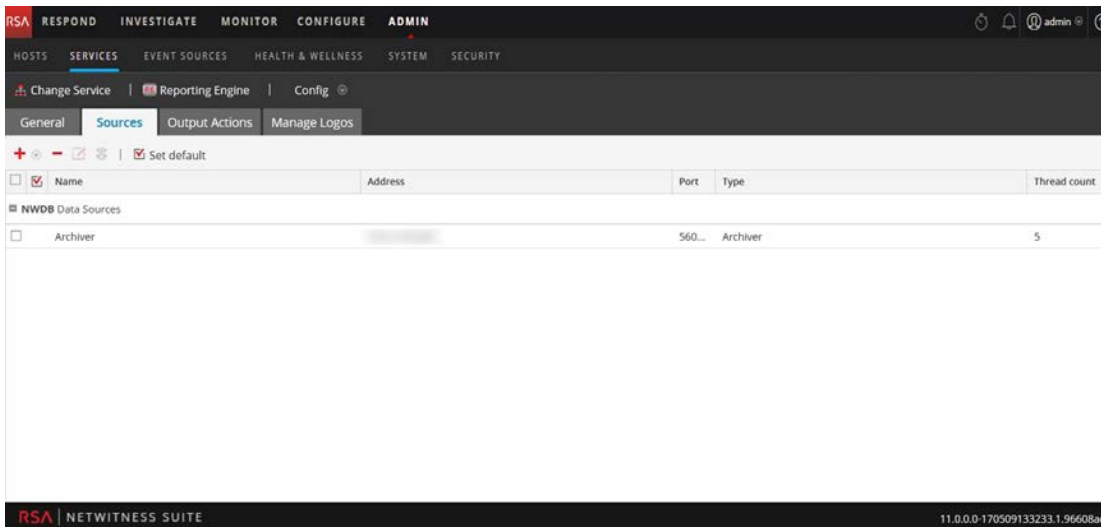 RSA RESPOND INVESTIGATE MONITOR CONFIGURE ADMIN admin
HOSTS SERVICES EVENT SOURCES HEALTH & WELLNESS SYSTEM SECURITY
Change Service | Reporting Engine | Config
General Sources Output Actions Manage Logos
| Set default
Name Address Port Type Thread count
NWDB Data Sources
Archiver 560... Archiver 5
RSA | NETWITNESS SUITE 11.0.0.0-170509133233.1.96608a